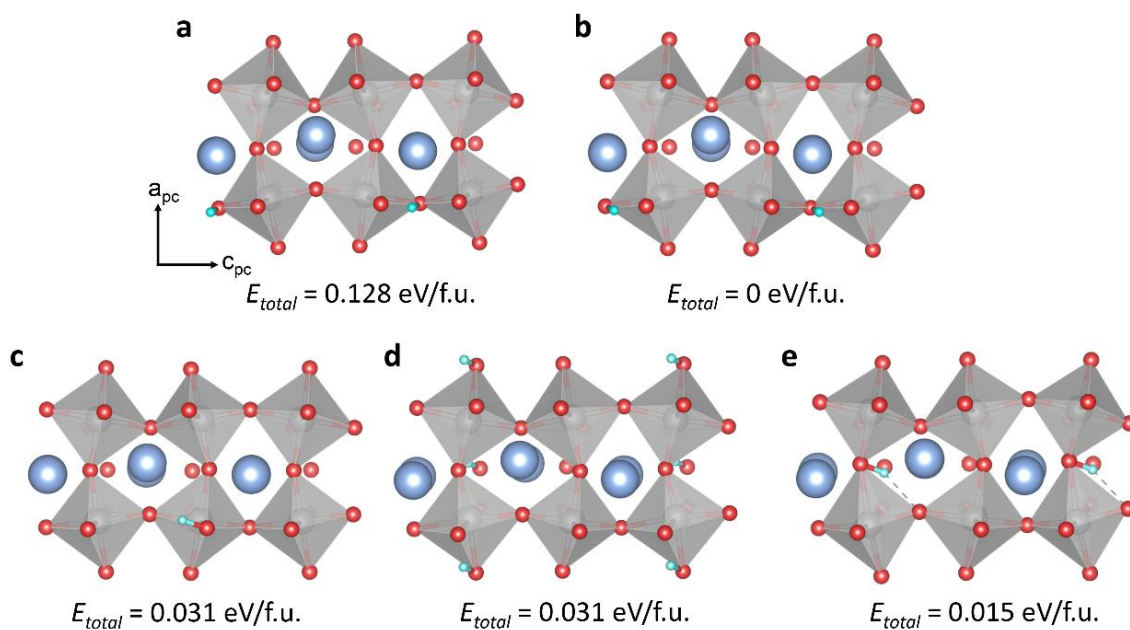 a
b
a_pc
c_pc
E_total = 0.128 eV/f.u.
E_total = 0 eV/f.u.
c
d
e
E_total = 0.031 eV/f.u.
E_total = 0.031 eV/f.u.
E_total = 0.015 eV/f.u.